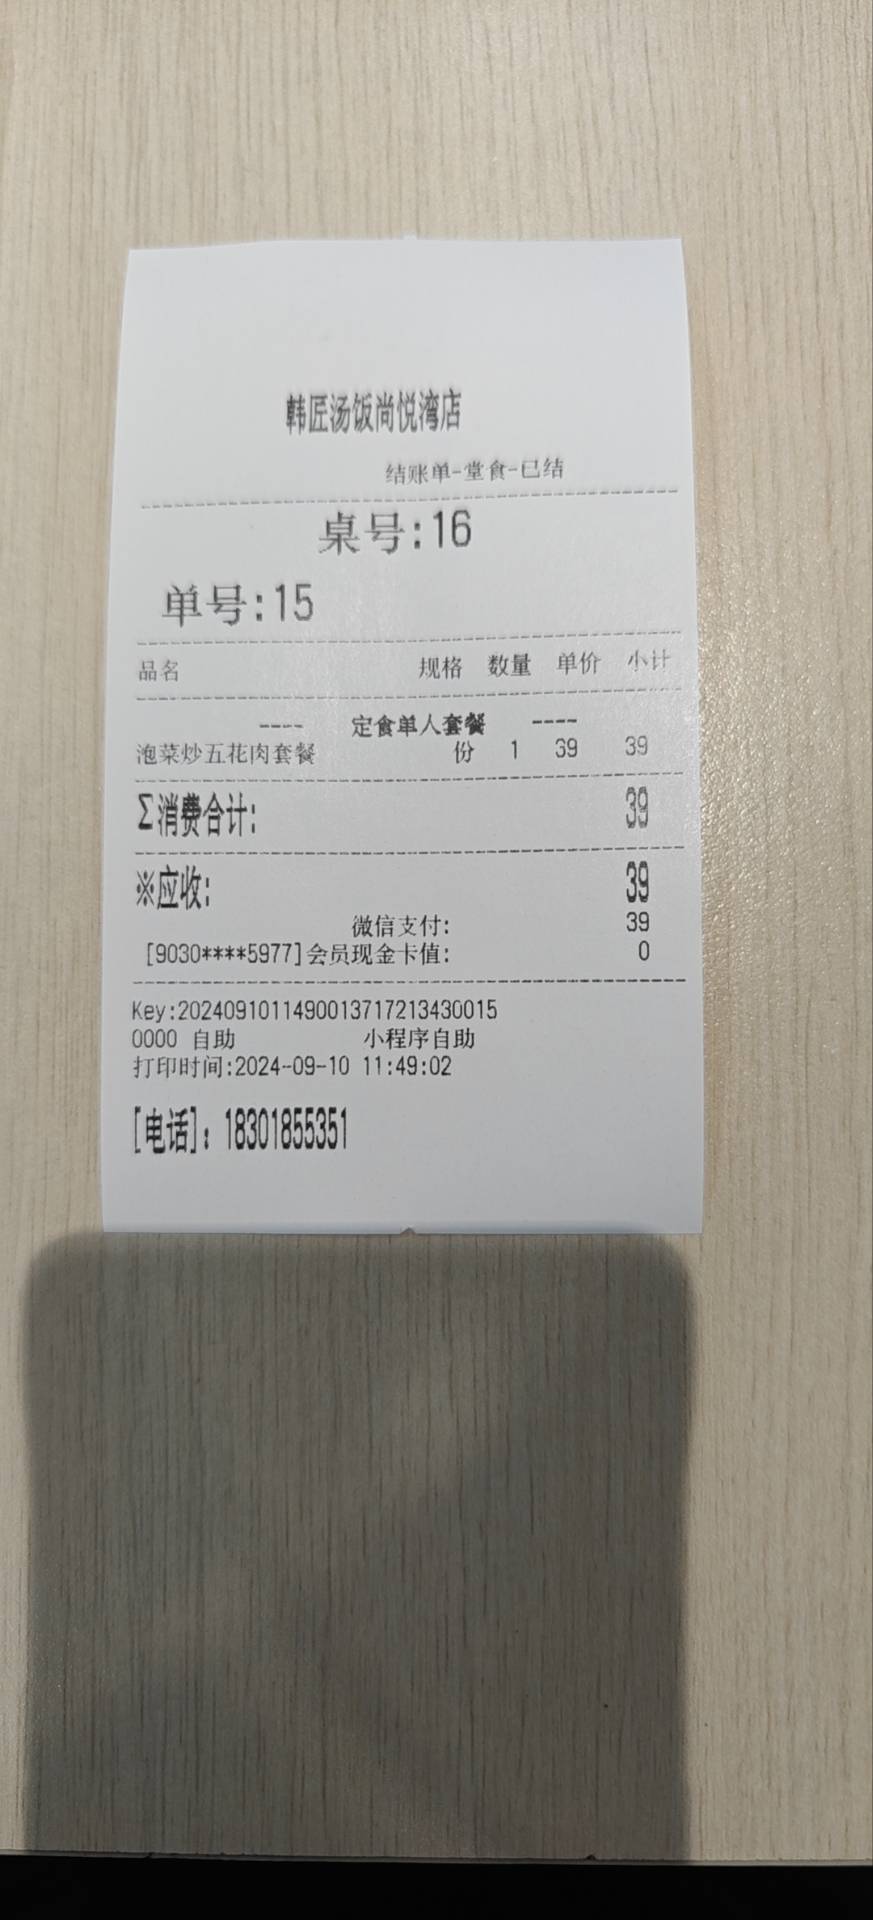 韩匠汤饭尚悦湾店
结账单-堂食-已结
桌号:16
单号:15
品名 规格 数量 单价 小计
---- 定食单人套餐 ----
泡菜炒五花肉套餐 份 1 39 39
Σ消费合计: 39
※应收: 39
微信支付: 39
[9030****5977]会员现金卡值: 0
Key:2024091011490013717213430015
0000 自助 小程序自助
打印时间:2024-09-10 11:49:02
[电话]: 18301855351